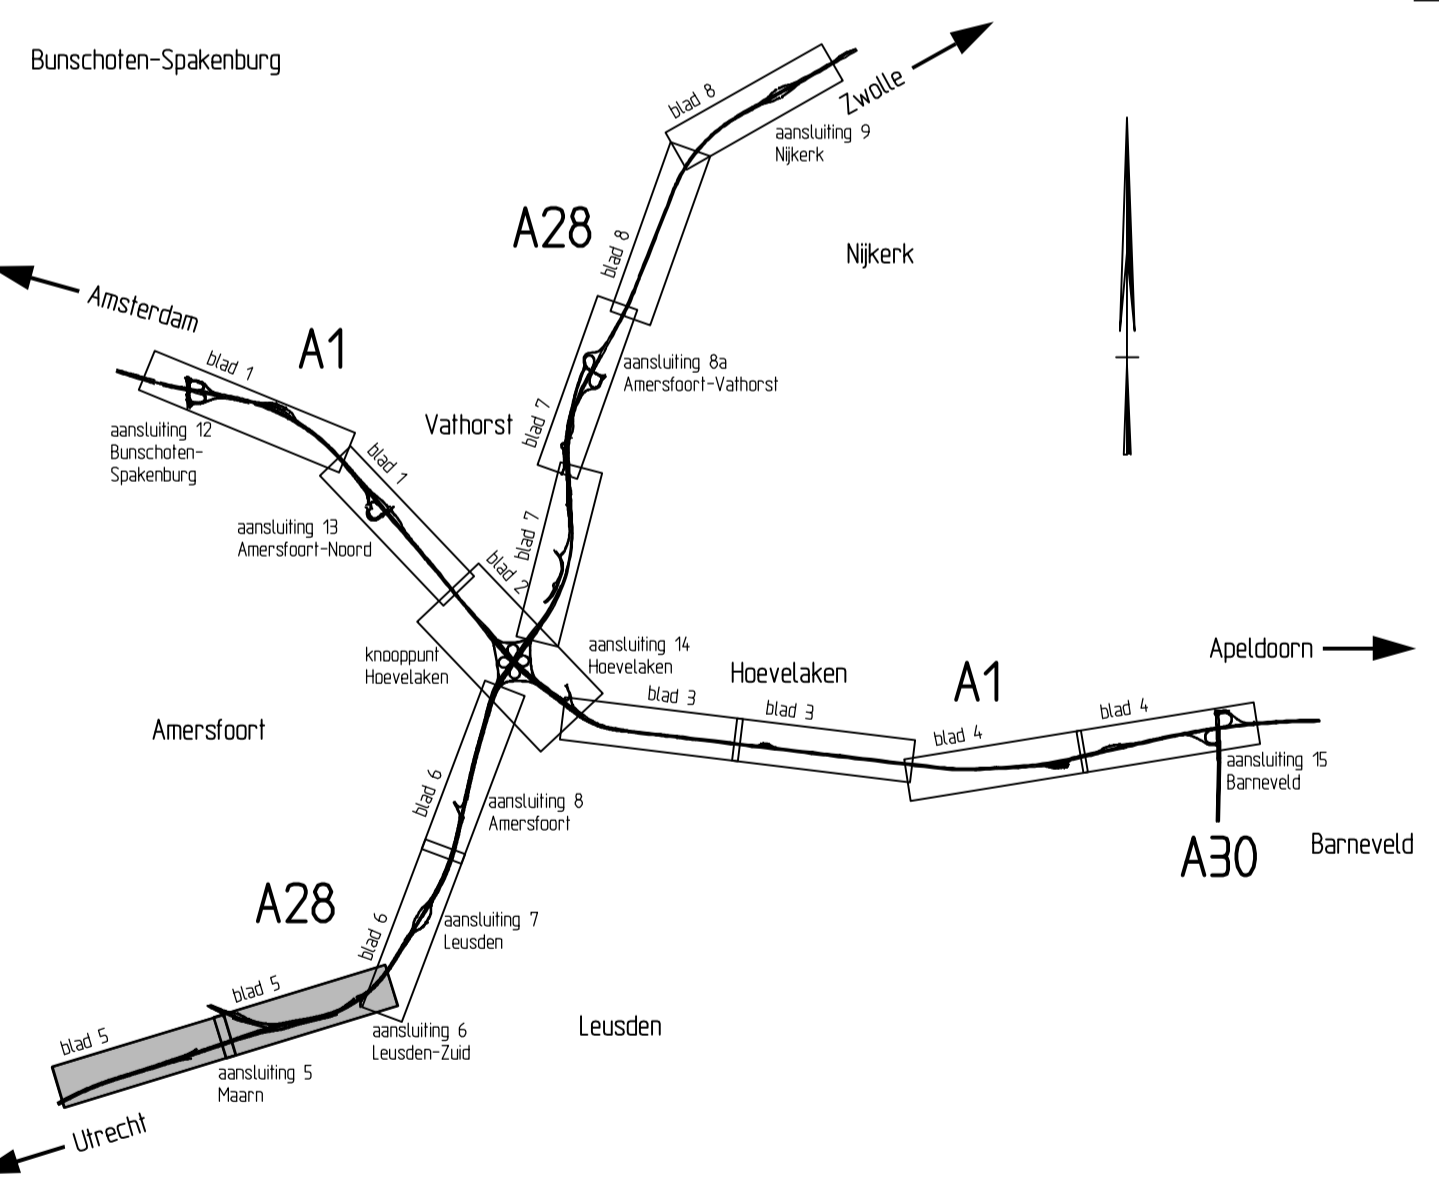 Bunschoten-Spakenburg
blad 8
Zwolle
aansluiting 9
Nijkerk
A28
blad 8
Nijkerk
Amsterdam
A1
blad 1
aansluiting 8a
Amersfoort-Vathorst
blad 7
Vathorst
aansluiting 12
Bunschoten-
Spakenburg
blad 1
aansluiting 13
Amersfoort-Noord
blad 7
blad 2
knooppunt
Hoevelaken
aansluiting 14
Hoevelaken
Hoevelaken
A1
Apeldoorn
blad 3
blad 3
blad 4
blad 4
Amersfoort
aansluiting 15
Barneveld
blad 6
aansluiting 8
Amersfoort
A30
Barneveld
A28
blad 6
aansluiting 7
Leusden
blad 5
blad 5
aansluiting 6
Leusden-Zuid
Leusden
aansluiting 5
Maarn
Utrecht